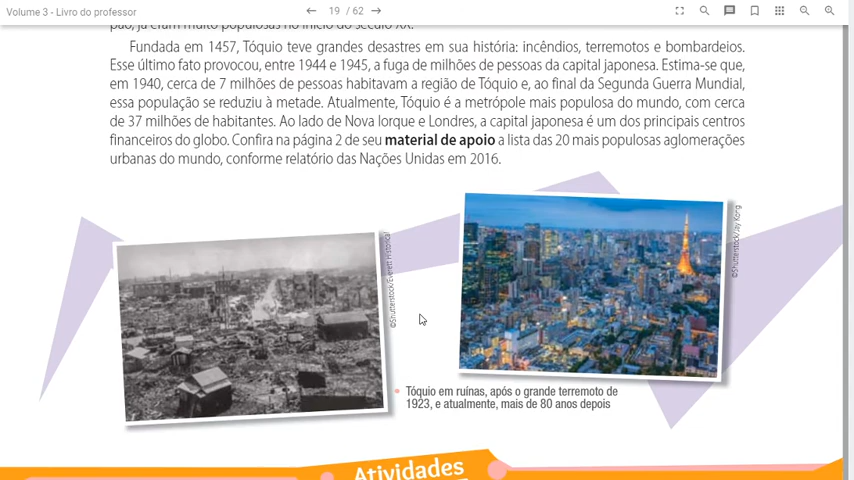 Volume 3 - Livro do professor
19 / 62
Fundada em 1457, Tóquio teve grandes desastres em sua história: incêndios, terremotos e bombardeios.
Esse último fato provocou, entre 1944 e 1945, a fuga de milhões de pessoas da capital japonesa. Estima-se que,
em 1940, cerca de 7 milhões de pessoas habitavam a região de Tóquio e, ao final da Segunda Guerra Mundial,
essa população se reduziu à metade. Atualmente, Tóquio é a metrópole mais populosa do mundo, com cerca
de 37 milhões de habitantes. Ao lado de Nova Iorque e Londres, a capital japonesa é um dos principais centros
financeiros do globo. Confira na página 2 de seu material de apoio a lista das 20 mais populosas aglomerações
urbanas do mundo, conforme relatório das Nações Unidas em 2016.
©Shutterstock/Everett Historical
©Shutterstock/Jay Kong
Tóquio em ruínas, após o grande terremoto de
1923, e atualmente, mais de 80 anos depois
Atividades